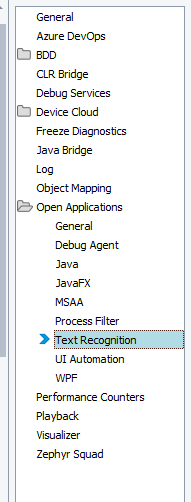 General
Azure DevOps
BDD
CLR Bridge
Debug Services
Device Cloud
Freeze Diagnostics
Java Bridge
Log
Object Mapping
Open Applications
General
Debug Agent
Java
JavaFX
MSAA
Process Filter
Text Recognition
UI Automation
WPF
Performance Counters
Playback
Visualizer
Zephyr Squad